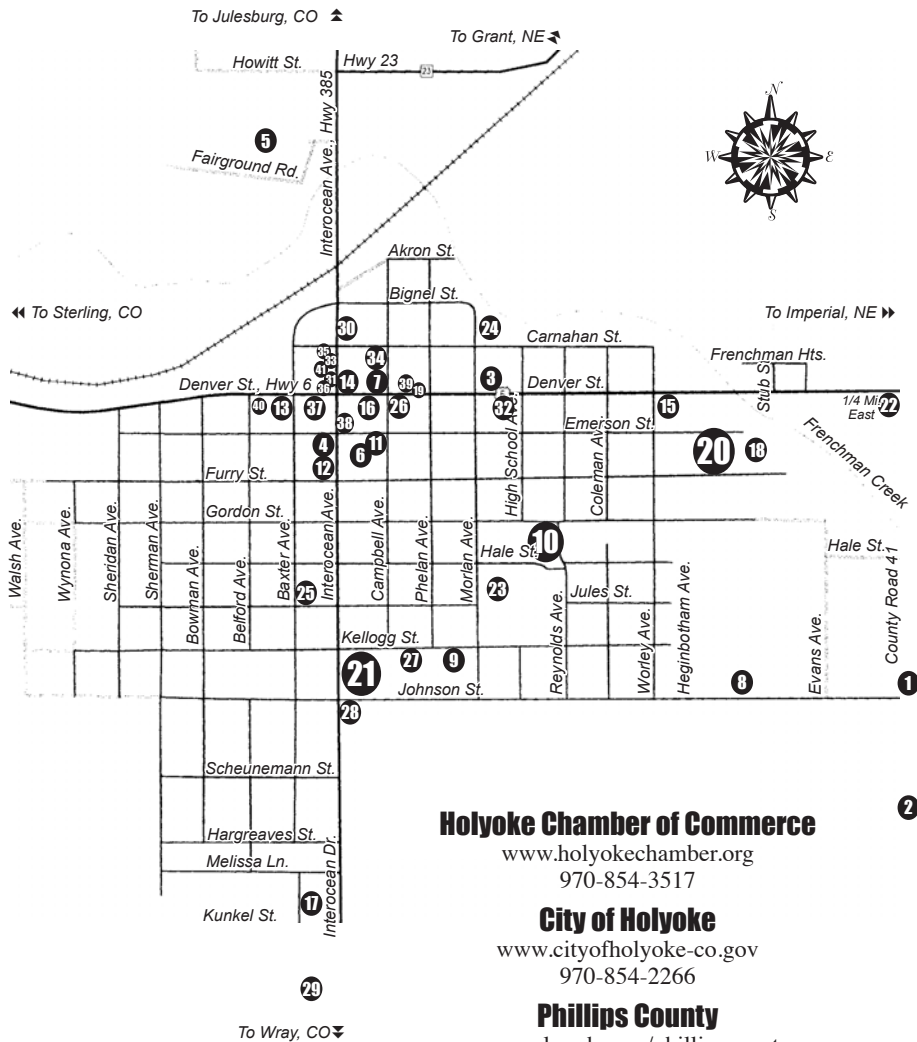 To Julesburg, CO
To Grant, NE
Howitt St.
Hwy 23
23
Interocean Ave., Hwy 385
5
Fairground Rd.
N
W
E
S
Akron St.
Bignel St.
To Sterling, CO
To Imperial, NE
30
24
Carnahan St.
35
33
34
Frenchman Hts.
41
31
Denver St., Hwy 6
36
14
7
39
19
3
6
Denver St.
Stub St.
1/4 Mi.
East
22
40
13
37
16
26
32
15
38
Emerson St.
4
11
6
12
20
18
Frenchman Creek
Furry St.
High School Ave.
Coleman Ave.
Gordon St.
Walsh Ave.
Wynona Ave.
Sheridan Ave.
Sherman Ave.
Bowman Ave.
Belford Ave.
Baxter Ave.
Interocean Ave.
Campbell Ave.
Phelan Ave.
Morlan Ave.
10
Hale St.
Hale St.
County Road 41
25
23
Jules St.
Reynolds Ave.
Worley Ave.
Heginbotham Ave.
Evans Ave.
Kellogg St.
21
27
9
8
1
Johnson St.
28
Scheunemann St.
2
Hargreaves St.
Melissa Ln.
Interocean Dr.
17
Kunkel St.
29
To Wray, CO
Holyoke Chamber of Commerce
www.holyokechamber.org
970-854-3517
City of Holyoke
www.cityofholyoke-co.gov
970-854-2266
Phillips County